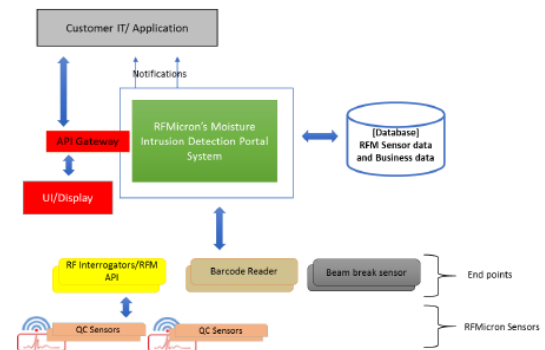 Customer IT/ Application
Notifications
RFMicron's Moisture
Intrusion Detection Portal
System
API Gateway
[Database]
RFM Sensor data
and Business data
UI/Display
RF Interrogators/RFM
API
Barcode Reader
Beam break sensor
End points
QC Sensors
QC Sensors
RFMicron Sensors